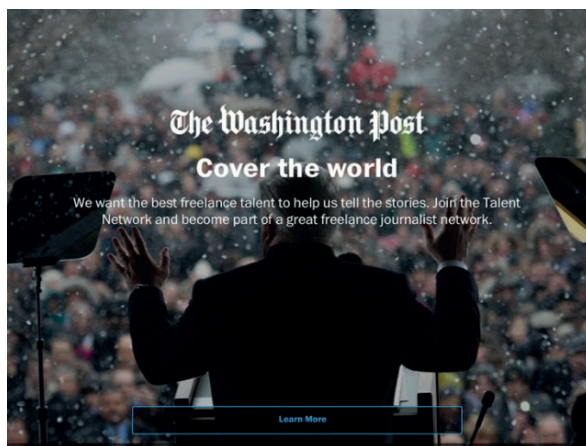 The Washington Post
Cover the world
We want the best freelance talent to help us tell the stories. Join the Talent
Network and become part of a great freelance journalist network.
Learn More